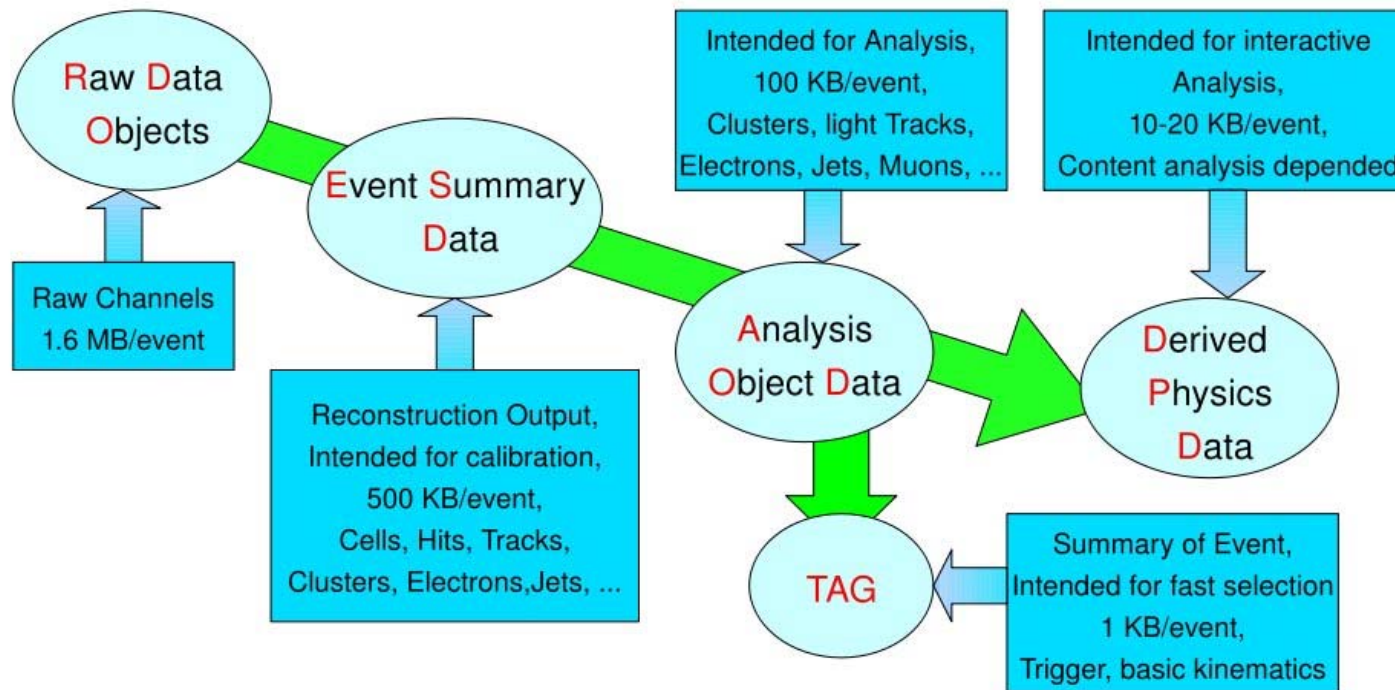 Raw Data
Objects
Raw Channels
1.6 MB/event
Event Summary
Data
Reconstruction Output,
Intended for calibration,
500 KB/event,
Cells, Hits, Tracks,
Clusters, Electrons,Jets, ...
Intended for Analysis,
100 KB/event,
Clusters, light Tracks,
Electrons, Jets, Muons, ...
Analysis
Object Data
Intended for interactive
Analysis,
10-20 KB/event,
Content analysis depended
Derived
Physics
Data
TAG
Summary of Event,
Intended for fast selection
1 KB/event,
Trigger, basic kinematics